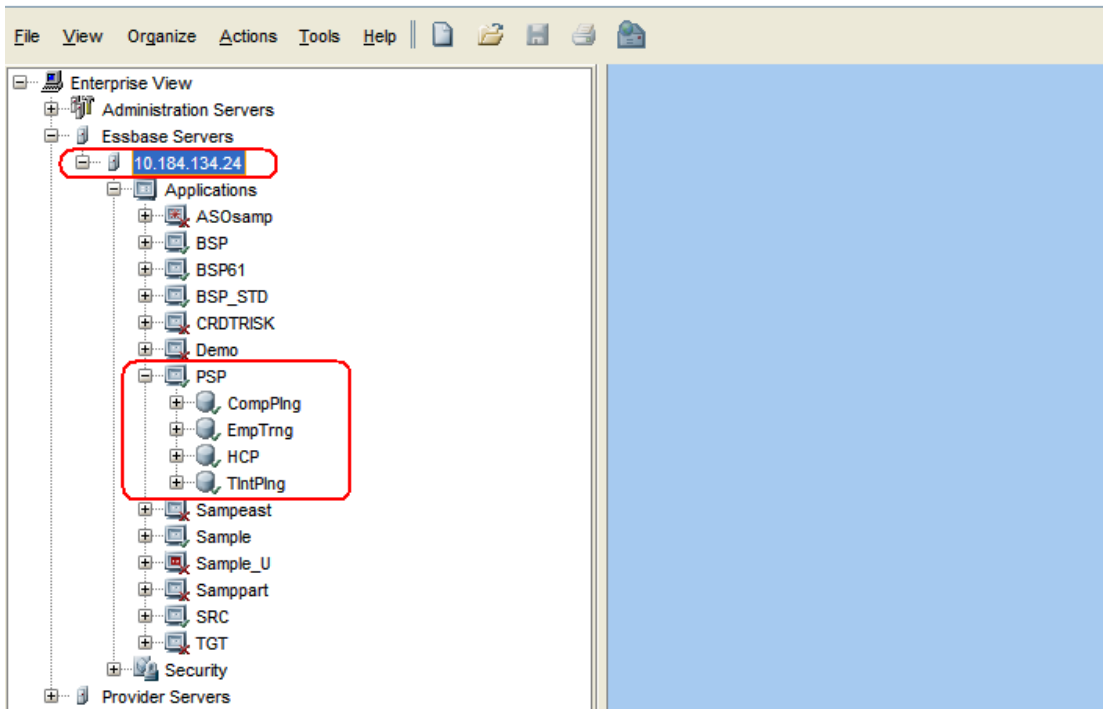 File View Organize Actions Tools Help
Enterprise View
Administration Servers
Essbase Servers
10.184.134.24
Applications
ASOsamp
BSP
BSP61
BSP_STD
CRDTRISK
Demo
PSP
CompPlng
EmpTrng
HCP
TlntPlng
Sampeast
Sample
Sample_U
Samppart
SRC
TGT
Security
Provider Servers